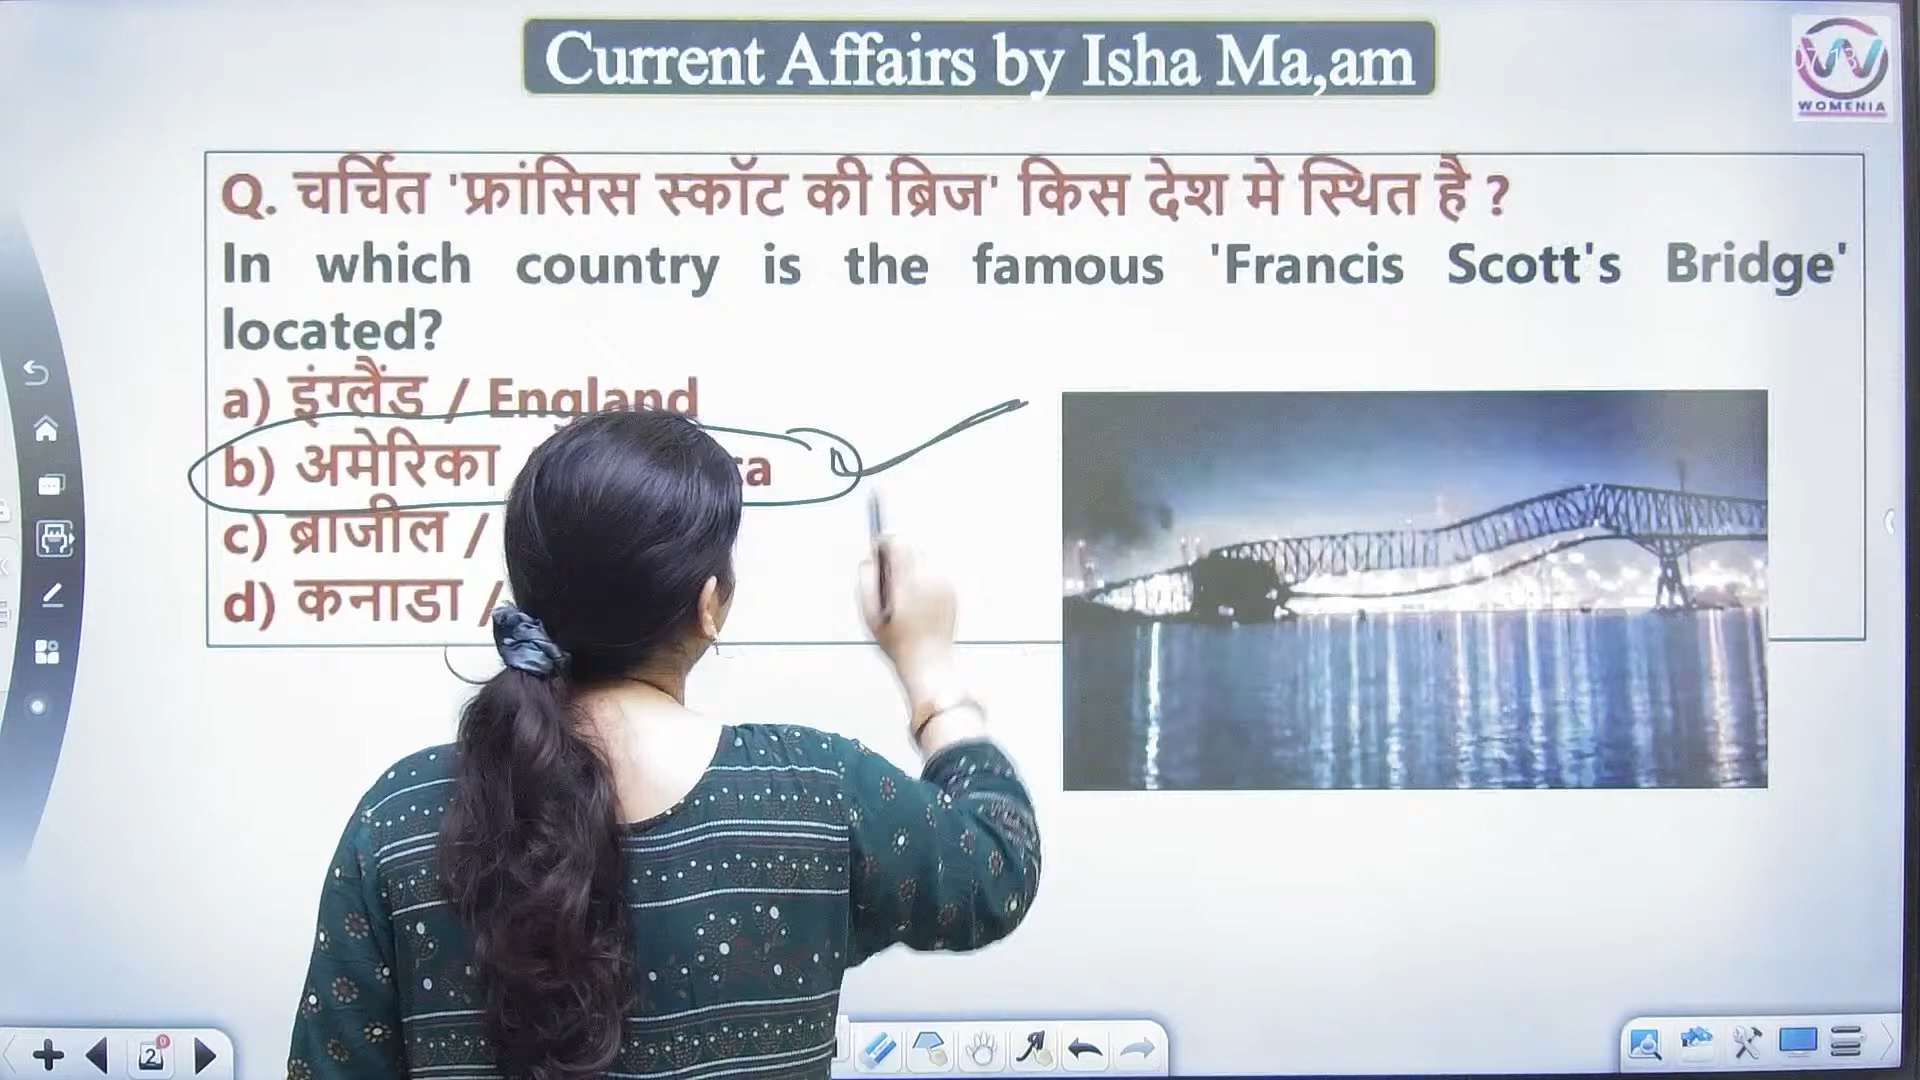 Current Affairs by Isha Ma,am
WOMENIA
Q. चर्चित 'फ्रांसिस स्कॉट की ब्रिज' किस देश मे स्थित है ?
In which country is the famous 'Francis Scott's Bridge'
located?
a) इंग्लैंड / England
b) अमेरिका
c) ब्राजील /
d) कनाडा /
2